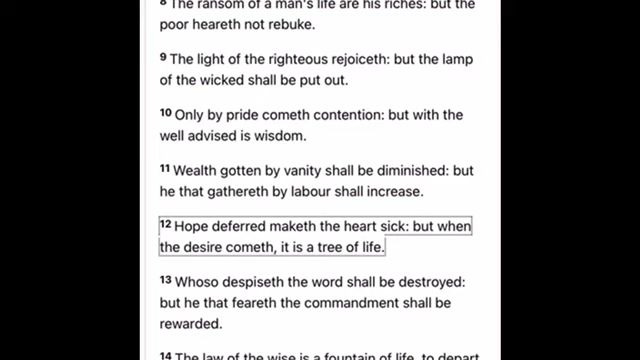 8 The ransom of a man's life are his riches: but the
poor heareth not rebuke.
9 The light of the righteous rejoiceth: but the lamp
of the wicked shall be put out.
10 Only by pride cometh contention: but with the
well advised is wisdom.
11 Wealth gotten by vanity shall be diminished: but
he that gathereth by labour shall increase.
12 Hope deferred maketh the heart sick: but when
the desire cometh, it is a tree of life.
13 Whoso despiseth the word shall be destroyed:
but he that feareth the commandment shall be
rewarded.
14 The law of the wise is a fountain of life, to depart